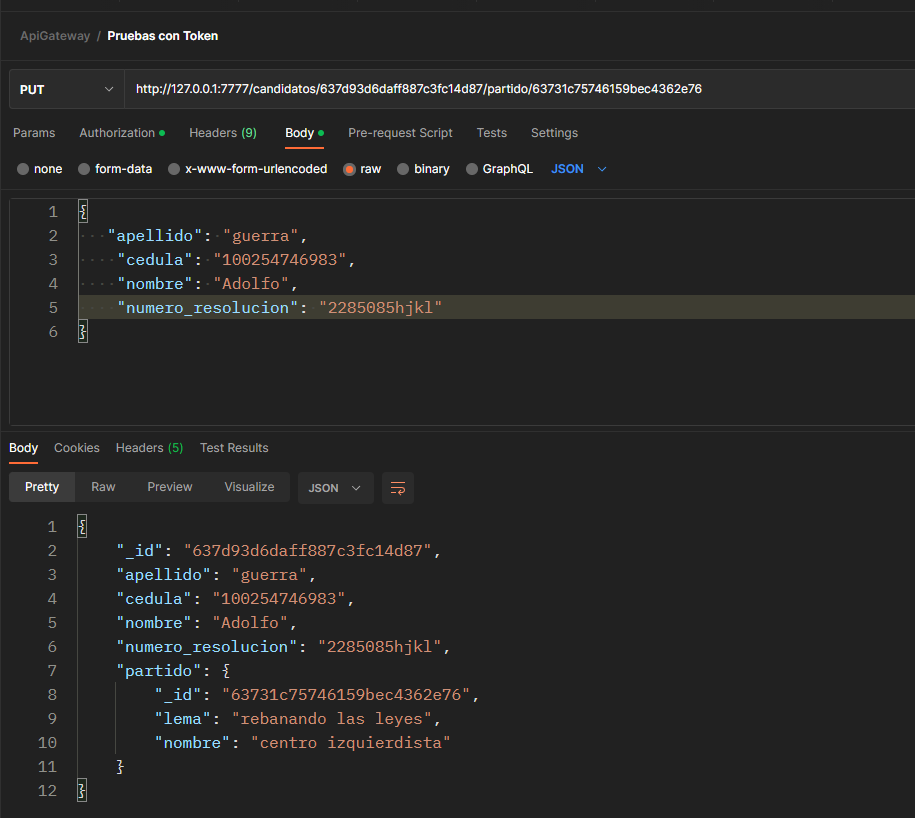 ApiGateway / Pruebas con Token
PUT http://127.0.0.1:7777/candidatos/637d93d6daff887c3fc14d87/partido/63731c75746159bec4362e76
Params Authorization Headers (9) Body Pre-request Script Tests Settings
none form-data x-www-form-urlencoded raw binary GraphQL JSON
1 {
2 "apellido": "guerra",
3 "cedula": "100254746983",
4 "nombre": "Adolfo",
5 "numero_resolucion": "2285085hjkl"
6 }
Body Cookies Headers (5) Test Results
Pretty Raw Preview Visualize JSON
1 {
2 "_id": "637d93d6daff887c3fc14d87",
3 "apellido": "guerra",
4 "cedula": "100254746983",
5 "nombre": "Adolfo",
6 "numero_resolucion": "2285085hjkl",
7 "partido": {
8 "_id": "63731c75746159bec4362e76",
9 "lema": "rebanando las leyes",
10 "nombre": "centro izquierdista"
11 }
12 }